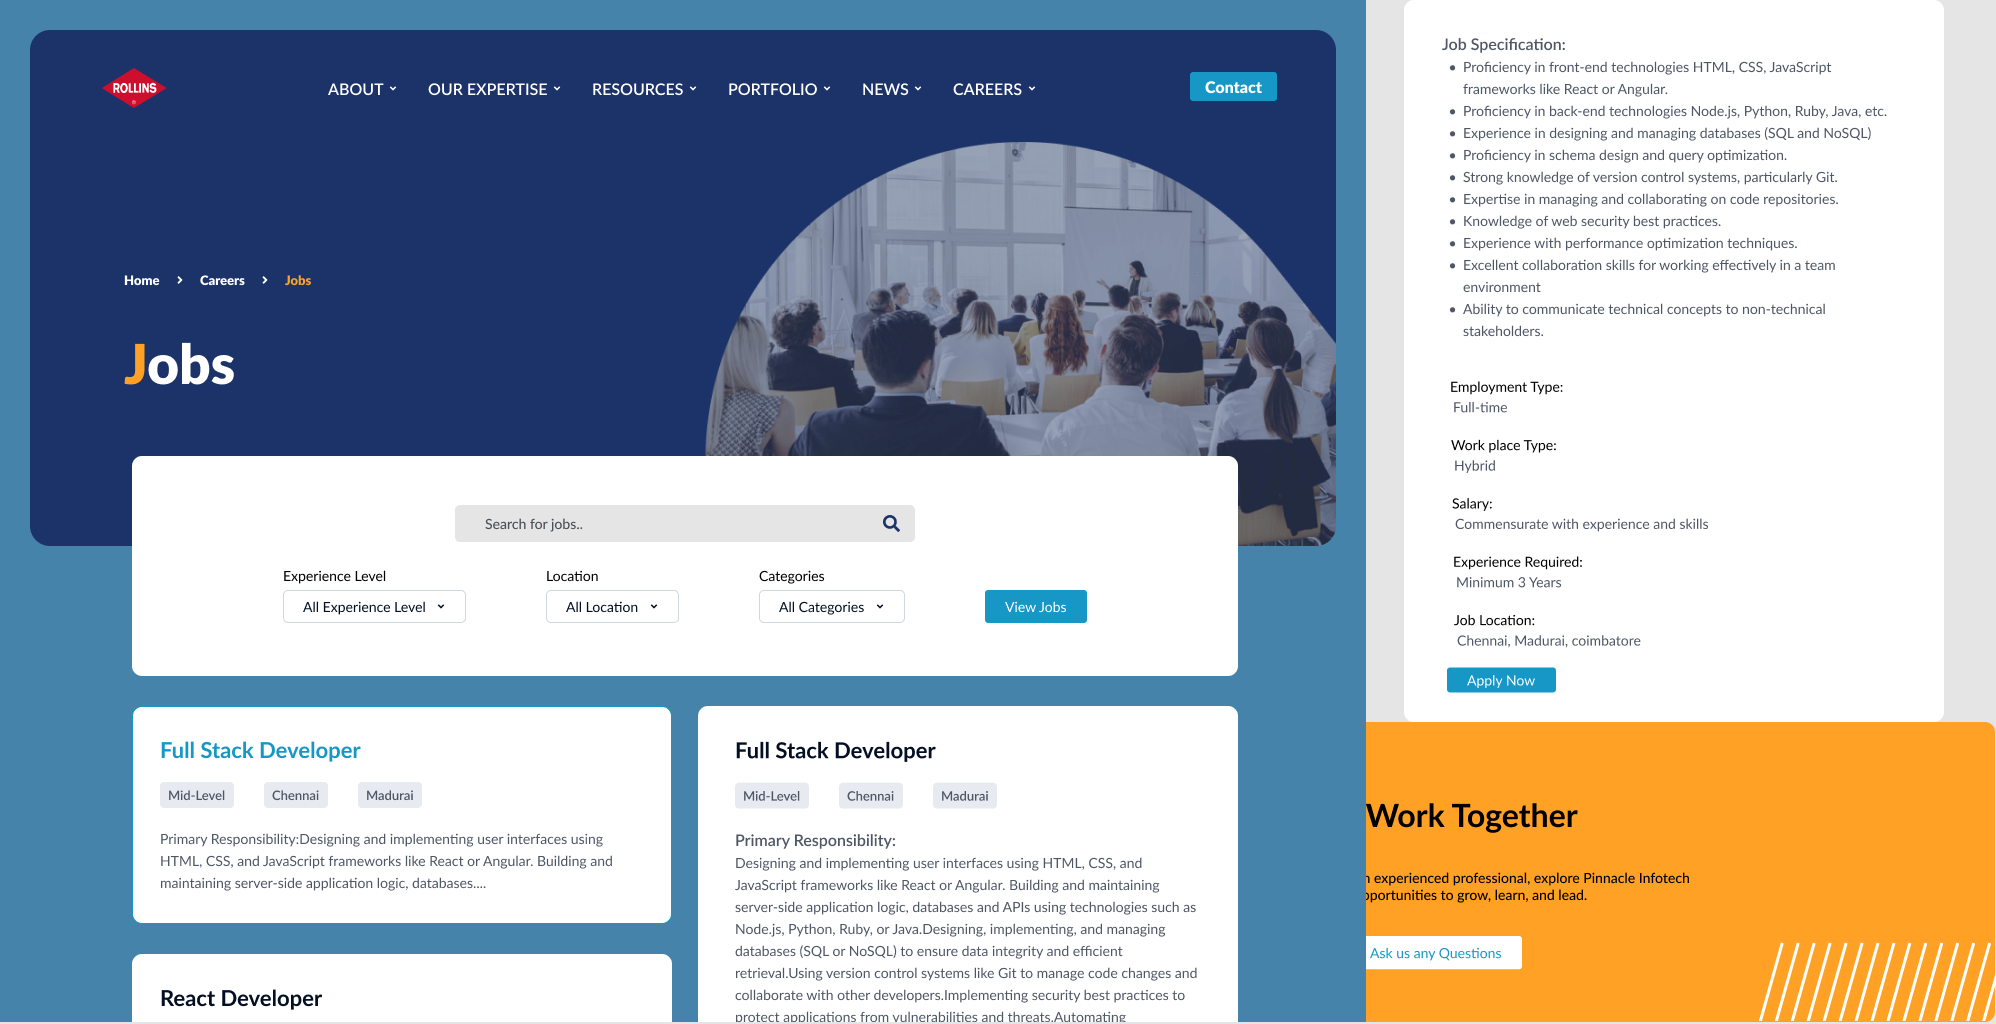 ROLLINS
ABOUT
OUR EXPERTISE
RESOURCES
PORTFOLIO
NEWS
CAREERS
Contact
Home
Careers
Jobs
Jobs
Search for jobs..
Experience Level
Location
Categories
All Experience Level
All Location
All Categories
View Jobs
Full Stack Developer
Mid-Level
Chennai
Madurai
Primary Responsibility:Designing and implementing user interfaces using
HTML, CSS, and JavaScript frameworks like React or Angular. Building and
maintaining server-side application logic, databases....
React Developer
Full Stack Developer
Mid-Level
Chennai
Madurai
Primary Responsibility:
Designing and implementing user interfaces using HTML, CSS, and
JavaScript frameworks like React or Angular. Building and maintaining
server-side application logic, databases and APIs using technologies such as
Node.js, Python, Ruby, or Java.Designing, implementing, and managing
databases (SQL or NoSQL) to ensure data integrity and efficient
retrieval.Using version control systems like Git to manage code changes and
collaborate with other developers.Implementing security best practices to
protect applications from vulnerabilities and threats.Automating
Job Specification:
• Proficiency in front-end technologies HTML, CSS, JavaScript
frameworks like React or Angular.
• Proficiency in back-end technologies Node.js, Python, Ruby, Java, etc.
• Experience in designing and managing databases (SQL and NoSQL)
• Proficiency in schema design and query optimization.
• Strong knowledge of version control systems, particularly Git.
• Expertise in managing and collaborating on code repositories.
• Knowledge of web security best practices.
• Experience with performance optimization techniques.
• Excellent collaboration skills for working effectively in a team
environment
• Ability to communicate technical concepts to non-technical
stakeholders.
Employment Type:
Full-time
Work place Type:
Hybrid
Salary:
Commensurate with experience and skills
Experience Required:
Minimum 3 Years
Job Location:
Chennai, Madurai, coimbatore
Apply Now
Work Together
n experienced professional, explore Pinnacle Infotech
pportunities to grow, learn, and lead.
Ask us any Questions